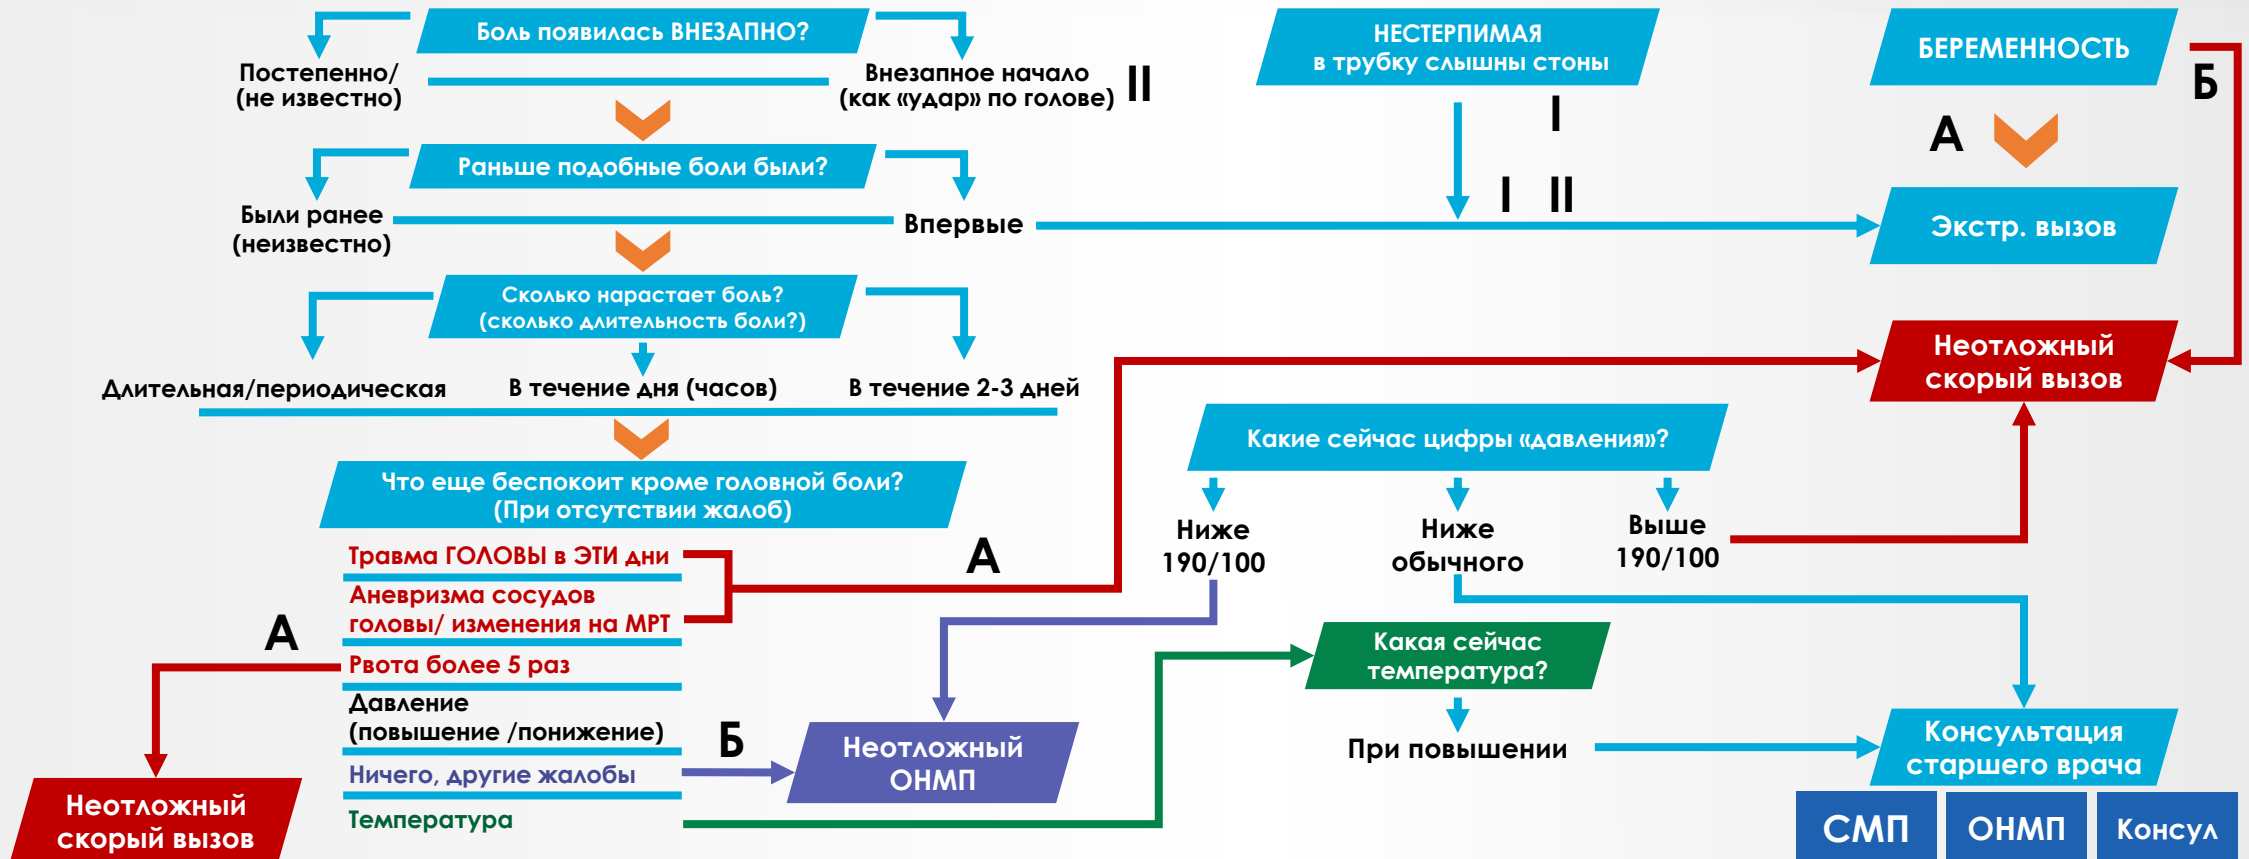 Боль появилась ВНЕЗАПНО?
Постепенно/
(не известно)
Внезапное начало
(как «удар» по голове)
II
НЕСТЕРПИМАЯ
в трубку слышны стоны
I
БЕРЕМЕННОСТЬ
Б
А
Раньше подобные боли были?
Были ранее
(неизвестно)
Впервые
I II
Экстр. вызов
Сколько нарастает боль?
(сколько длительность боли?)
Длительная/периодическая
В течение дня (часов)
В течение 2-3 дней
Неотложный
скорый вызов
Какие сейчас цифры «давления»?
Ниже
190/100
Ниже
обычного
Выше
190/100
Что еще беспокоит кроме головной боли?
(При отсутствии жалоб)
Травма ГОЛОВЫ в ЭТИ дни
Аневризма сосудов
головы/ изменения на МРТ
А
Рвота более 5 раз
А
Давление
(повышение /понижение)
Ничего, другие жалобы
Б
Температура
Неотложный
скорый вызов
Неотложный
ОНМП
Какая сейчас
температура?
При повышении
Консультация
старшего врача
СМП
ОНМП
Консул